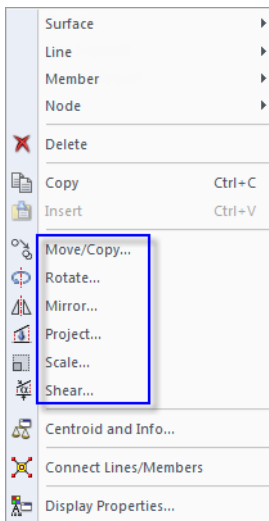 Surface
Line
Member
Node
Delete
Copy Ctrl+C
Insert Ctrl+V
Move/Copy...
Rotate...
Mirror...
Project...
Scale...
Shear...
Centroid and Info...
Connect Lines/Members
Display Properties...